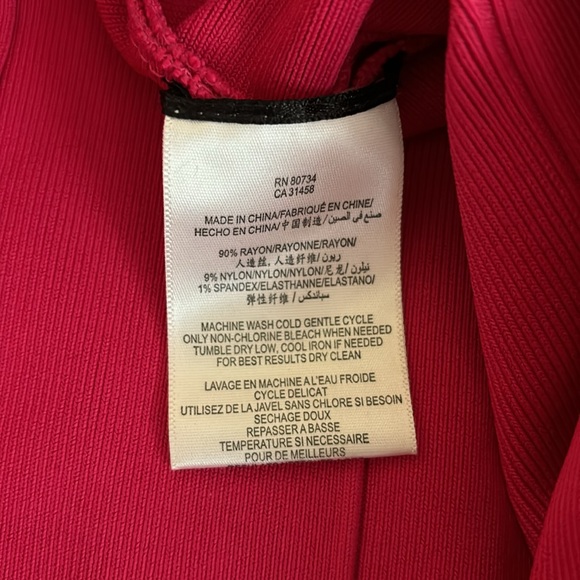 RN 80734
CA 31458
MADE IN CHINA/FABRIQUÉ EN CHINE/
HECHO EN CHINA/中国制造/صنع في الصين/
90% RAYON/RAYONNE/RAYON/
人造丝, 人造纤维/ريون/
9% NYLON/NYLON/NYLON/尼龙/نيلون/
1% SPANDEX/ELASTHANNE/ELASTANO/
弹性纤维/سباندكس/
MACHINE WASH COLD GENTLE CYCLE
ONLY NON-CHLORINE BLEACH WHEN NEEDED
TUMBLE DRY LOW, COOL IRON IF NEEDED
FOR BEST RESULTS DRY CLEAN
LAVAGE EN MACHINE A L'EAU FROIDE
CYCLE DELICAT
UTILISEZ DE LA JAVEL SANS CHLORE SI BESOIN
SECHAGE DOUX
REPASSER A BASSE
TEMPERATURE SI NECESSAIRE
POUR DE MEILLEURS